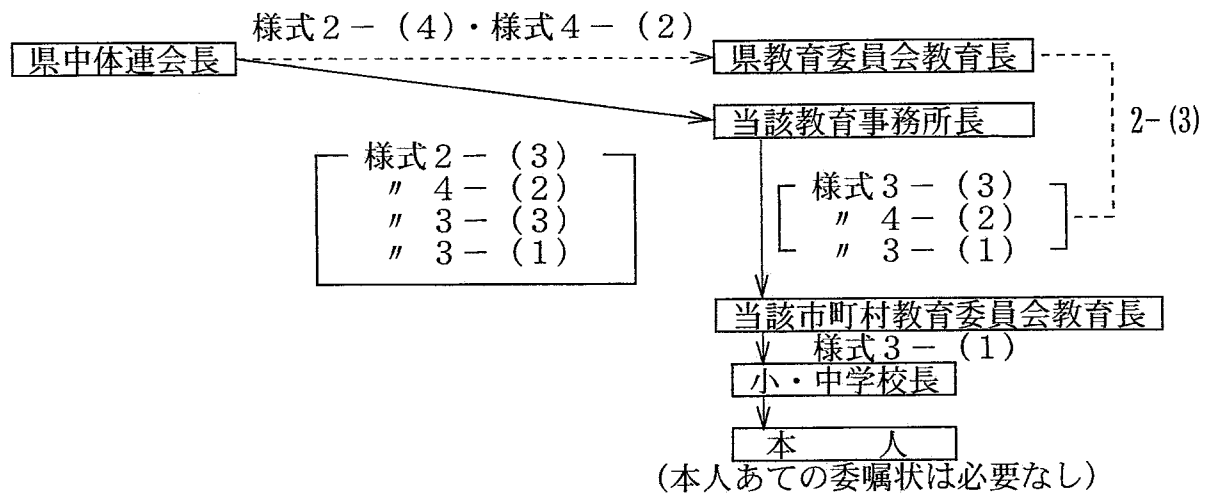 様式２－（４）・様式４－（２）
県中体連会長
県教育委員会教育長
当該教育事務所長
2-(3)
様式２－（３）
〃 ４－（２）
〃 ３－（３）
〃 ３－（１）
様式３－（３）
〃 ４－（２）
〃 ３－（１）
当該市町村教育委員会教育長
様式３－（１）
小・中学校長
本　　人
（本人あての委嘱状は必要なし）